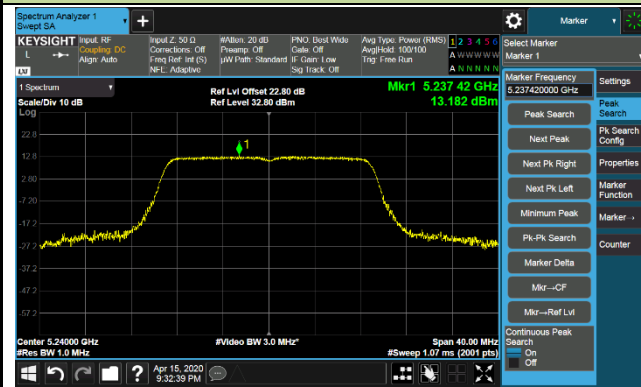 Spectrum Analyzer 1
Swept SA
+
Marker
KEYSIGHT
L
LXI
Input: RF
Coupling: DC
Align: Auto
Input Z: 50 Ω
Corrections: Off
Freq Ref: Int (S)
NFE: Adaptive
#Atten: 20 dB
Preamp: Off
µW Path: Standard
PNO: Best Wide
Gate: Off
IF Gain: Low
Sig Track: Off
Avg Type: Power (RMS)
Avg|Hold: 100/100
Trig: Free Run
1 2 3 4 5 6
A W W W W W
A N N N N N
Select Marker
Marker 1
1 Spectrum
Scale/Div 10 dB
Log
Ref Lvl Offset 22.80 dB
Ref Level 32.80 dBm
Mkr1 5.237 42 GHz
13.182 dBm
1
22.8
12.8
2.80
-7.20
-17.2
-27.2
-37.2
-47.2
-57.2
Center 5.24000 GHz
#Res BW 1.0 MHz
#Video BW 3.0 MHz*
Span 40.00 MHz
#Sweep 1.07 ms (2001 pts)
Marker Frequency
5.237420000 GHz
Peak Search
Next Peak
Next Pk Right
Next Pk Left
Minimum Peak
Pk-Pk Search
Marker Delta
Mkr→CF
Mkr→Ref Lvl
Continuous Peak
Search
On
Off
Settings
Peak
Search
Pk Search
Config
Properties
Marker
Function
Marker→
Counter
?
Apr 15, 2020
9:32:39 PM